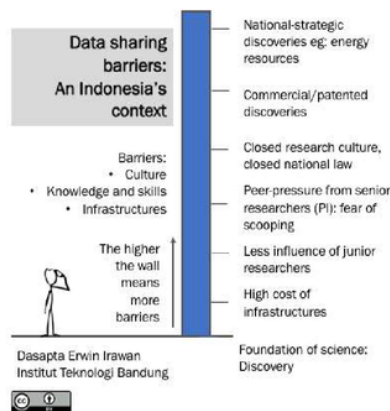 Data sharing
barriers:
An Indonesia's
context
Barriers:
• Culture
• Knowledge and skills
• Infrastructures
The higher
the wall
means
more
barriers
Dasapta Erwin Irawan
Institut Teknologi Bandung
cc
BY
National-strategic
discoveries eg: energy
resources
Commercial/patented
discoveries
Closed research culture,
closed national law
Peer-pressure from senior
researchers (PI): fear of
scooping
Less influence of junior
researchers
High cost of
infrastructures
Foundation of science:
Discovery